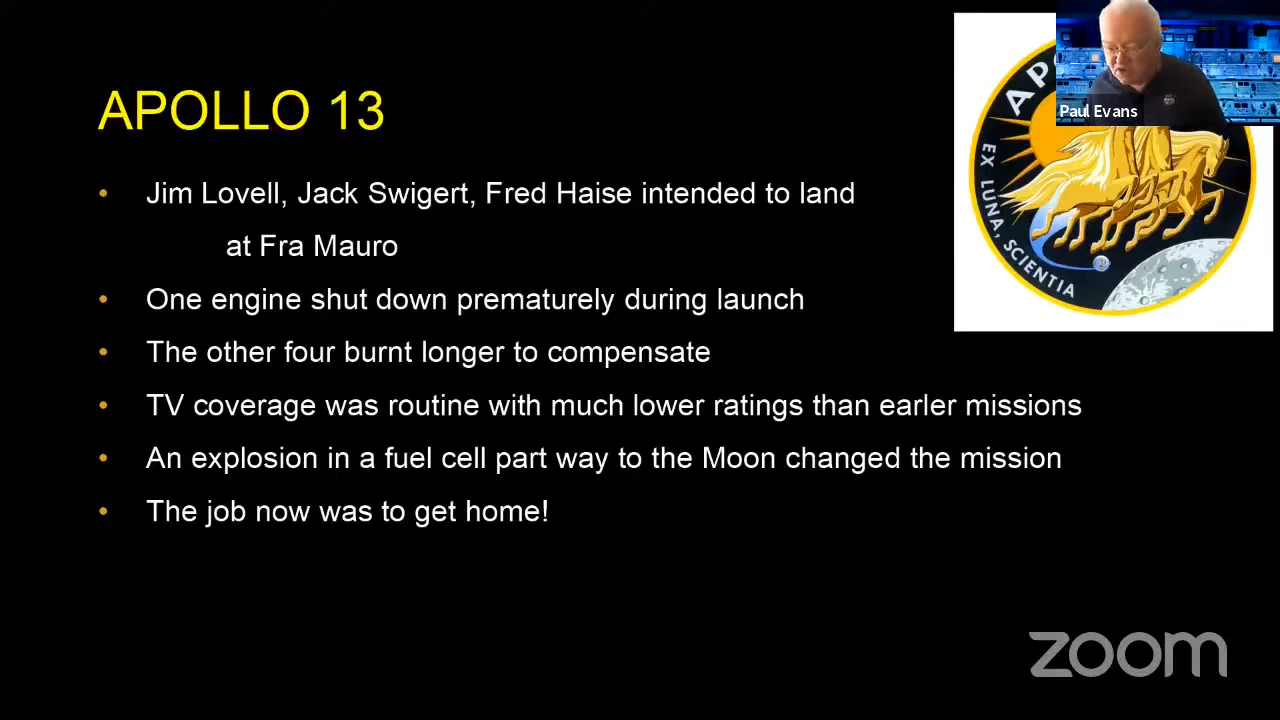 APOLLO 13
• Jim Lovell, Jack Swigert, Fred Haise intended to land
at Fra Mauro
• One engine shut down prematurely during launch
• The other four burnt longer to compensate
• TV coverage was routine with much lower ratings than earler missions
• An explosion in a fuel cell part way to the Moon changed the mission
• The job now was to get home!
Paul Evans
EX LUNA, SCIENTIA
zoom